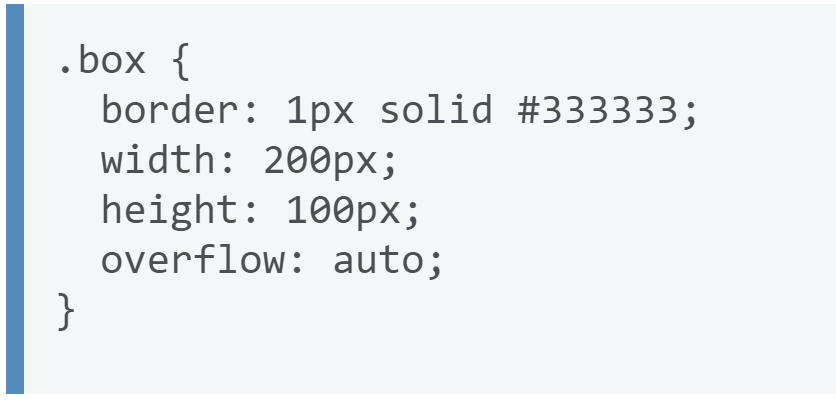 .box {
  border: 1px solid #333333;
  width: 200px;
  height: 100px;
  overflow: auto;
}